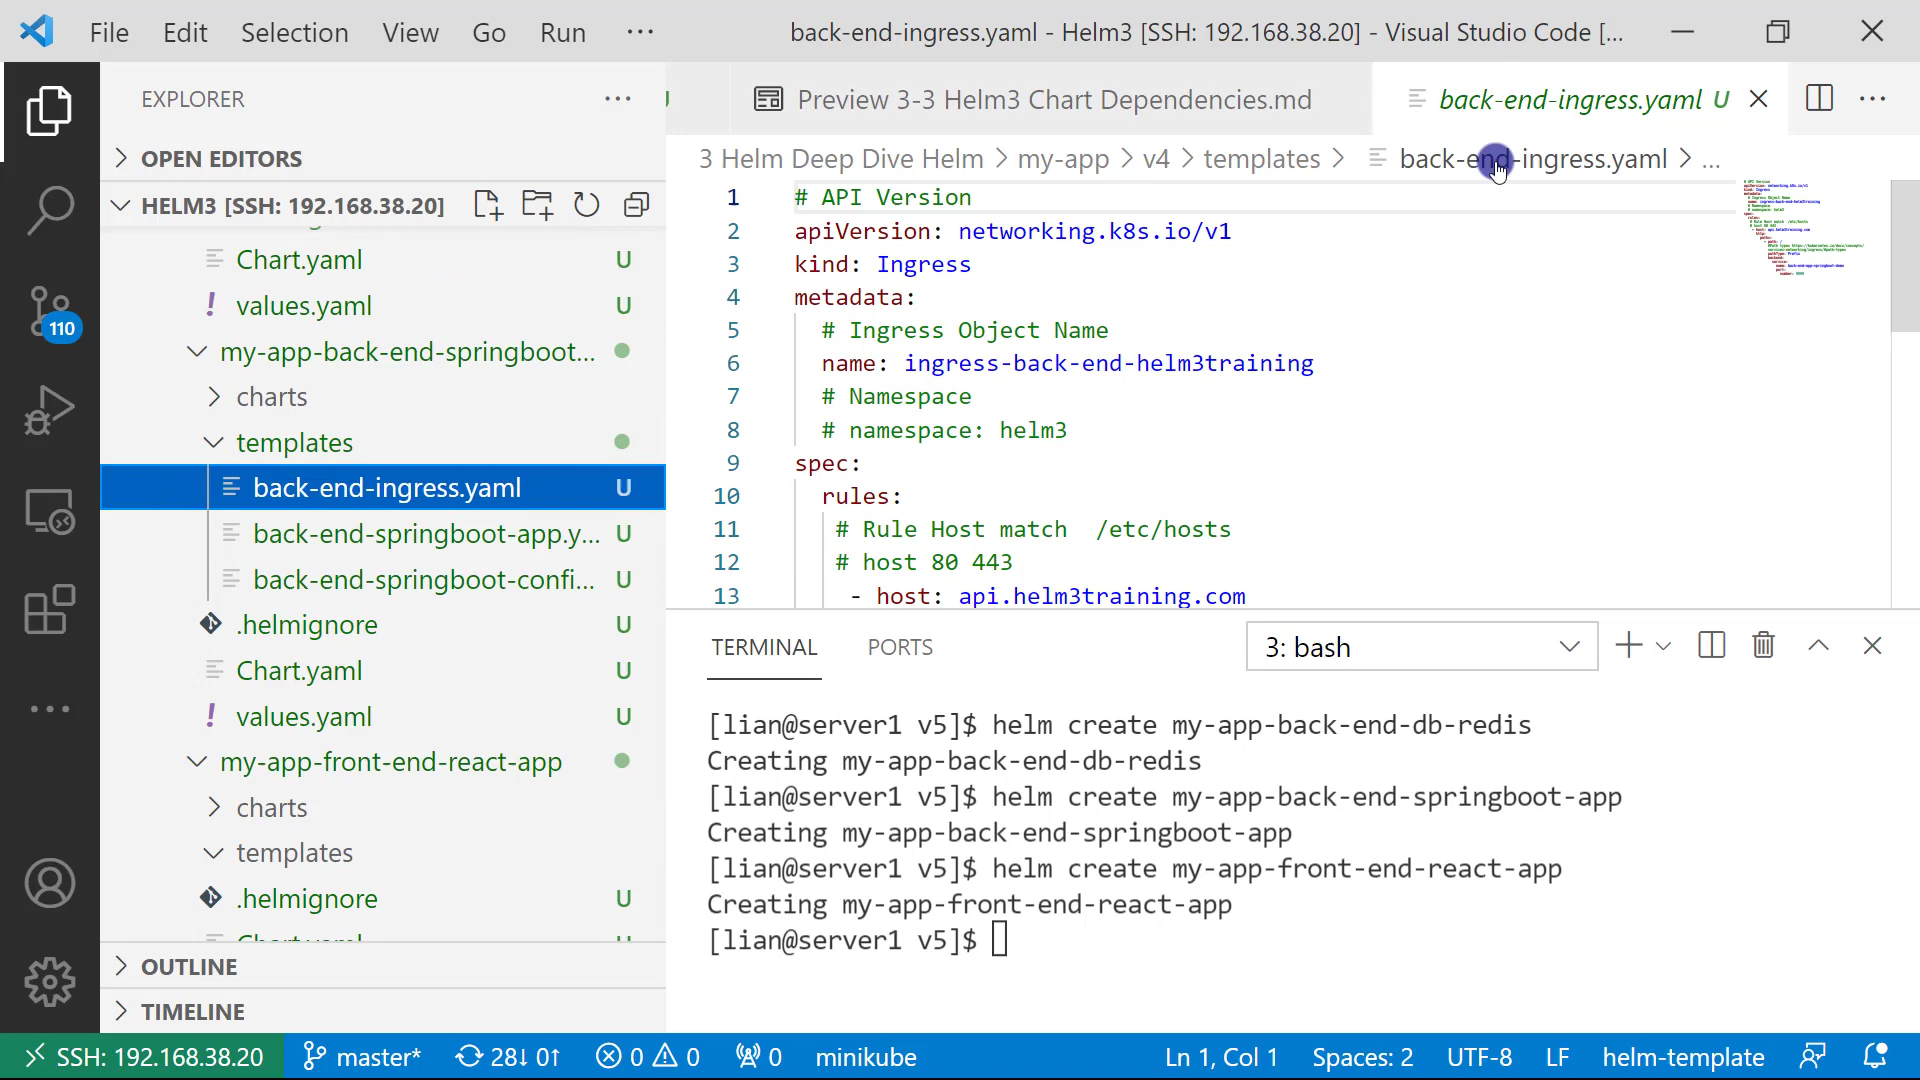 File Edit Selection View Go Run ··· back-end-ingress.yaml - Helm3 [SSH: 192.168.38.20] - Visual Studio Code [...
EXPLORER ···
Preview 3-3 Helm3 Chart Dependencies.md
back-end-ingress.yaml U
OPEN EDITORS
3 Helm Deep Dive Helm > my-app > v4 > templates > back-end-ingress.yaml > ...
HELM3 [SSH: 192.168.38.20]
Chart.yaml U
values.yaml U
my-app-back-end-springboot...
charts
templates
back-end-ingress.yaml U
back-end-springboot-app.y... U
back-end-springboot-confi... U
.helmignore U
Chart.yaml U
values.yaml U
my-app-front-end-react-app
charts
templates
.helmignore U
110
OUTLINE
TIMELINE
1 # API Version
2 apiVersion: networking.k8s.io/v1
3 kind: Ingress
4 metadata:
5 # Ingress Object Name
6 name: ingress-back-end-helm3training
7 # Namespace
8 # namespace: helm3
9 spec:
10 rules:
11 # Rule Host match  /etc/hosts
12 # host 80 443
13 - host: api.helm3training.com
TERMINAL PORTS 3: bash
[lian@server1 v5]$ helm create my-app-back-end-db-redis
Creating my-app-back-end-db-redis
[lian@server1 v5]$ helm create my-app-back-end-springboot-app
Creating my-app-back-end-springboot-app
[lian@server1 v5]$ helm create my-app-front-end-react-app
Creating my-app-front-end-react-app
[lian@server1 v5]$
SSH: 192.168.38.20 master* 28↓ 0↑ 0 0 0 minikube Ln 1, Col 1 Spaces: 2 UTF-8 LF helm-template